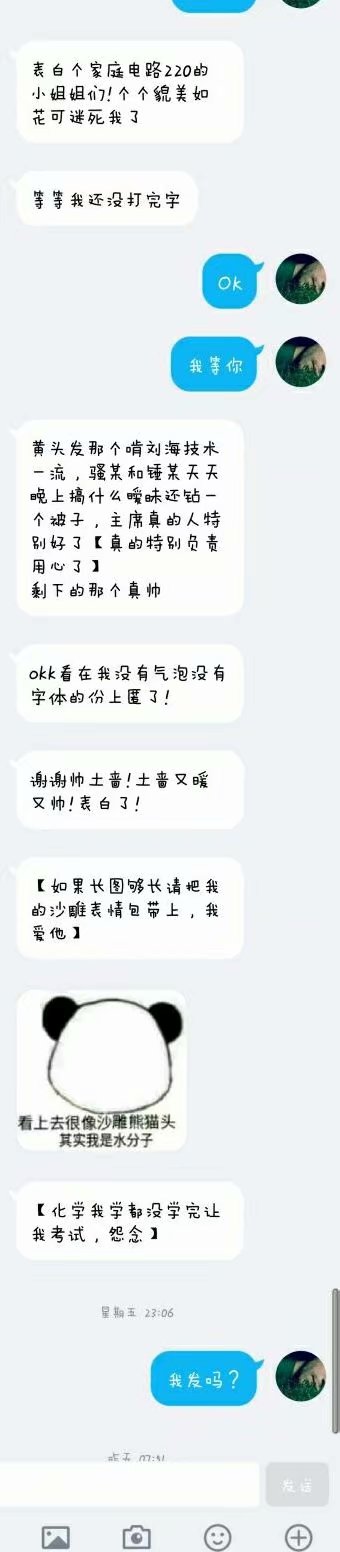 表白个家庭电路220的
小姐姐们!个个貌美如
花可迷死我了
等等我还没打完字
Ok
我等你
黄头发那个啃刘海技术
一流，骚某和锤某天天
晚上搞什么暧昧还钻一
个被子，主席真的人特
别好了【真的特别负责
用心了】
剩下的那个真帅
okk看在我没有气泡没有
字体的份上匿了!
谢谢帅土啬!土啬又暖
又帅!表白了!
【如果长图够长请把我
的沙雕表情包带上，我
爱他】
看上去很像沙雕熊猫头
其实我是水分子
【化学我学都没学完让
我考试，怨念】
星期五 23:06
我发吗？
发送